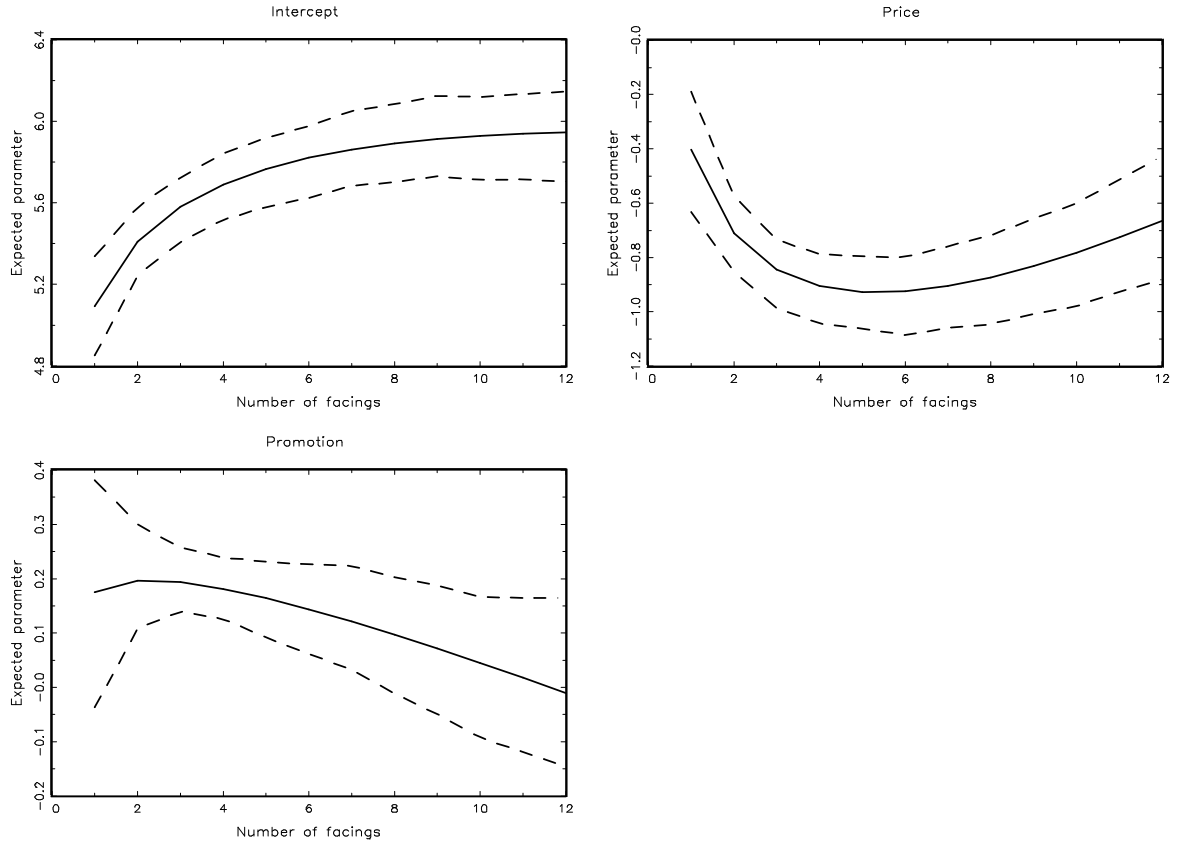 Intercept
Expected parameter
6.4
6.0
5.6
5.2
4.8
0 2 4 6 8 10 12
Number of facings
Price
Expected parameter
−0.0
−0.2
−0.4
−0.6
−0.8
−1.0
−1.2
0 2 4 6 8 10 12
Number of facings
Promotion
Expected parameter
0.4
0.3
0.2
0.1
−0.0
−0.1
−0.2
0 2 4 6 8 10 12
Number of facings